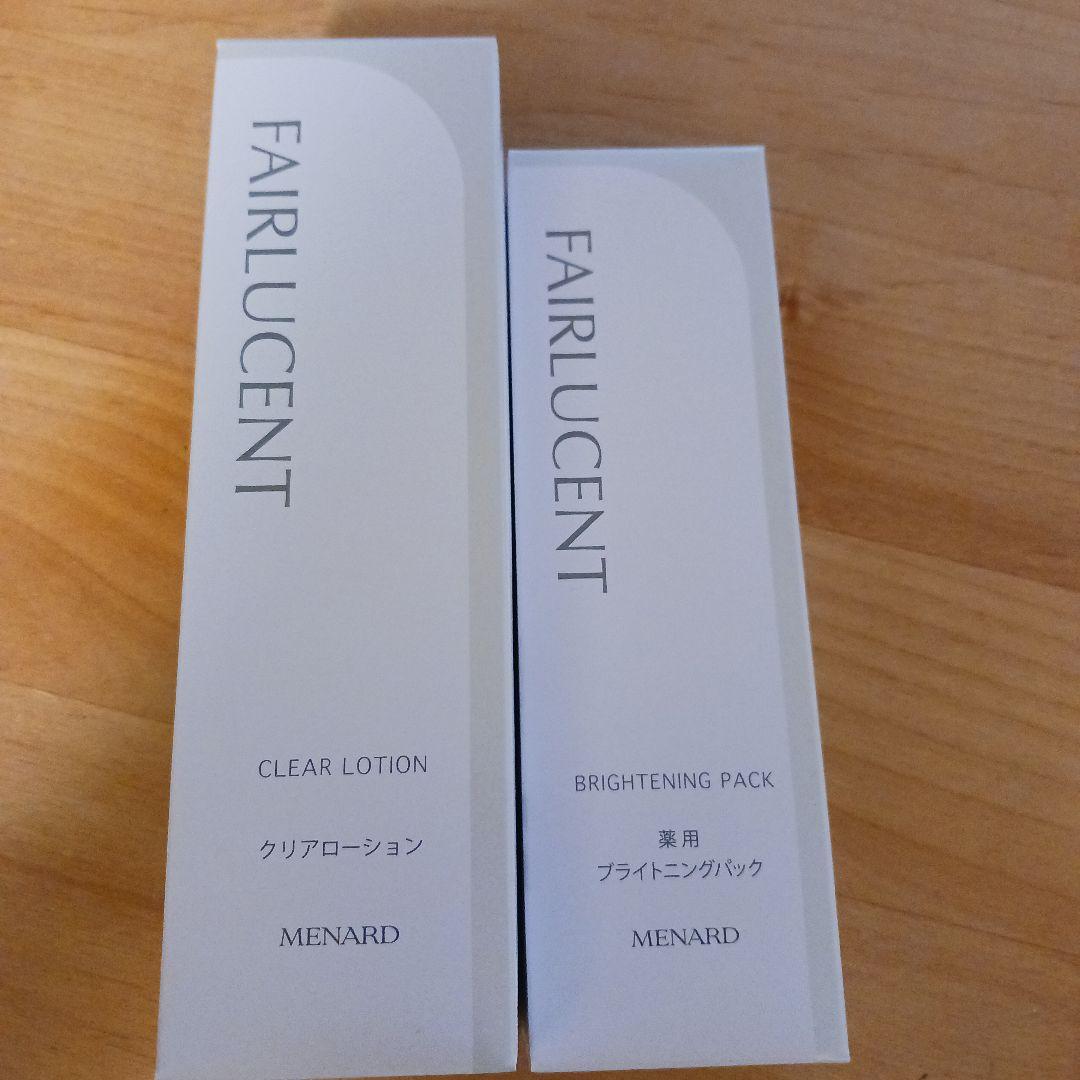 FAIRLUCENT
CLEAR LOTION
クリアローション
MENARD
FAIRLUCENT
BRIGHTENING PACK
薬用
ブライトニングパック
MENARD